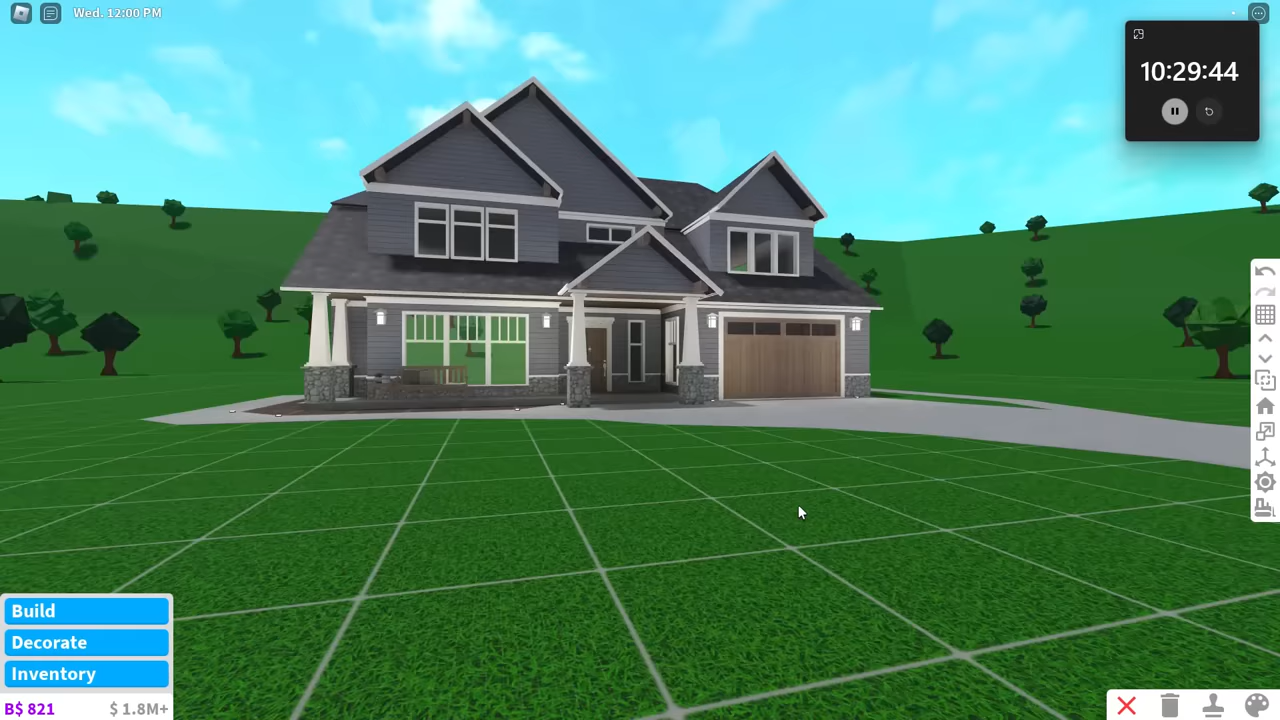 Wed. 12:00 PM
10:29:44
Build
Decorate
Inventory
B$ 821
$ 1.8M+